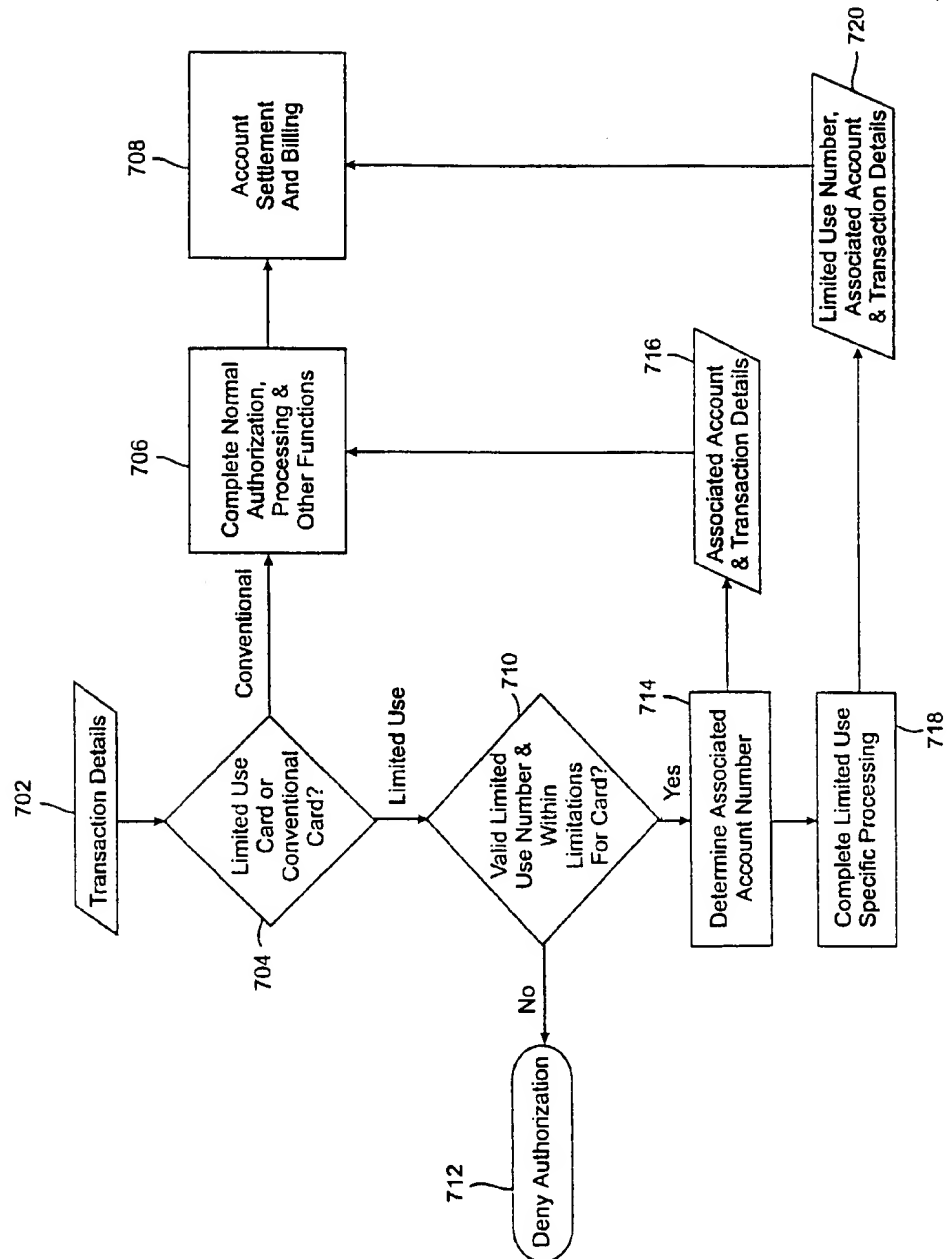 702
Transaction Details
704
Limited Use
Card or
Conventional
Card?
Conventional
706
Complete Normal
Authorization,
Processing &
Other Functions
708
Account
Settlement
And Billing
Limited Use
710
Valid Limited
Use Number &
Within
Limitations
For Card?
No
712
Deny Authorization
Yes
714
Determine Associated
Account Number
716
Associated Account
& Transaction Details
718
Complete Limited Use
Specific Processing
720
Limited Use Number,
Associated Account
& Transaction Details